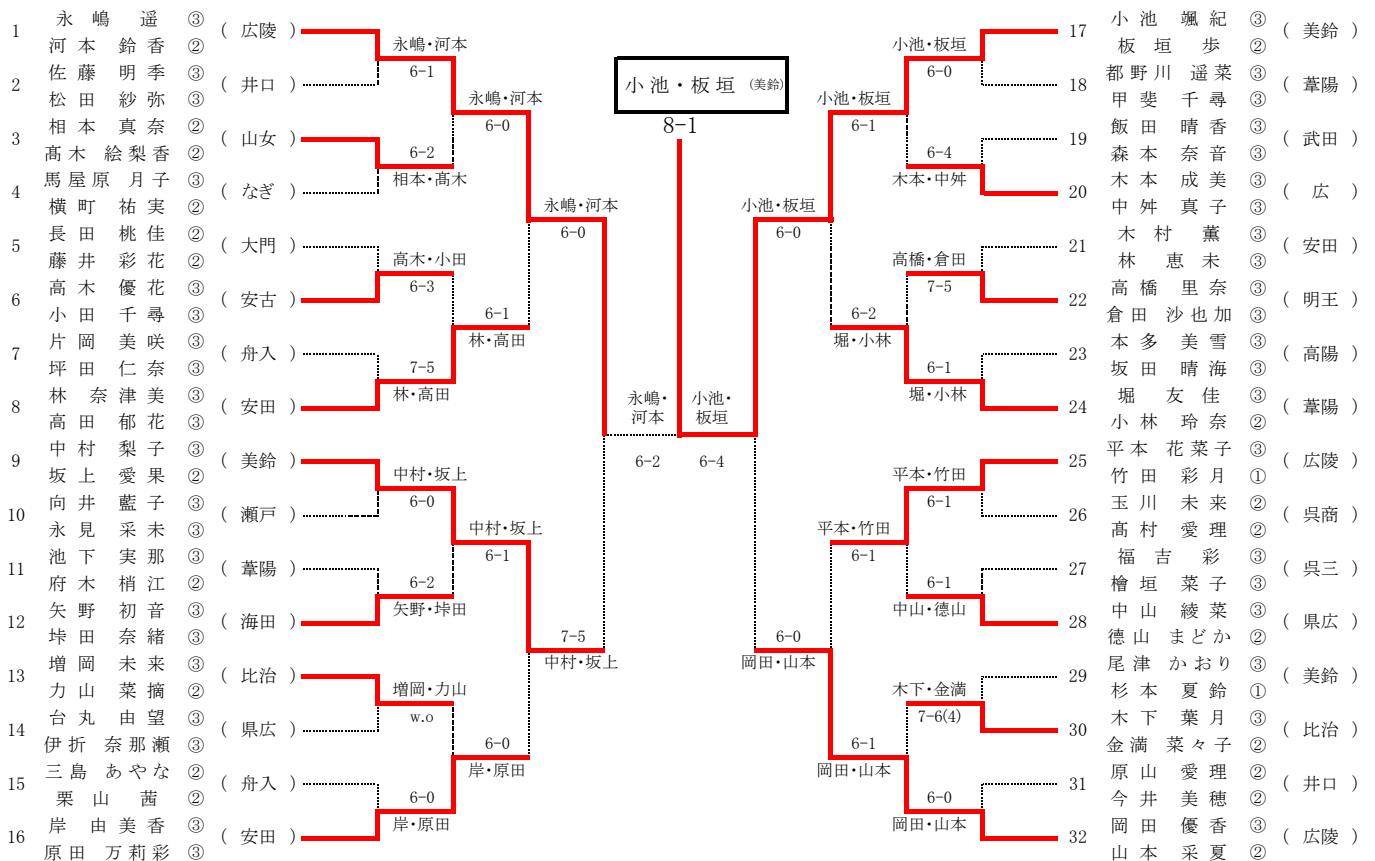 永嶋 遥 ③
1 ( 広陵 )
河本 鈴香 ②
佐藤 明季 ③
2 ( 井口 )
松田 紗弥 ③
相本 真奈 ②
3 ( 山女 )
髙木 絵梨香 ②
馬屋原 月子 ③
4 ( なぎ )
横町 祐実 ②
長田 桃佳 ②
5 ( 大門 )
藤井 彩花 ②
高木 優花 ③
6 ( 安古 )
小田 千尋 ③
片岡 美咲 ③
7 ( 舟入 )
坪田 仁奈 ③
林 奈津美 ③
8 ( 安田 )
高田 郁花 ③
中村 梨子 ③
9 ( 美鈴 )
坂上 愛果 ②
向井 藍子 ③
10 ( 瀬戸 )
永見 采未 ③
池下 実那 ③
11 ( 葦陽 )
府木 梢江 ②
矢野 初音 ③
12 ( 海田 )
垰田 奈緒 ③
増岡 未来 ③
13 ( 比治 )
力山 菜摘 ②
台丸 由望 ③
14 ( 県広 )
伊折 奈那瀬 ③
三島 あやな ②
15 ( 舟入 )
栗山 茜 ②
岸 由美香 ③
16 ( 安田 )
原田 万莉彩 ③
永嶋・河本
6-1
6-2
相本・髙木
高木・小田
6-3
7-5
林・高田
中村・坂上
6-0
6-2
矢野・垰田
増岡・力山
w.o
6-0
岸・原田
永嶋・河本
6-0
6-1
林・高田
中村・坂上
6-1
6-0
岸・原田
永嶋・河本
6-0
7-5
中村・坂上
永嶋・
河本
6-2
小池・板垣 (美鈴)
8-1
小池・
板垣
6-4
小池・板垣
6-0
6-0
岡田・山本
小池・板垣
6-1
6-2
堀・小林
平本・竹田
6-1
6-1
岡田・山本
小池・板垣
6-0
6-4
木本・中舛
高橋・倉田
7-5
6-1
堀・小林
平本・竹田
6-1
6-1
中山・德山
木下・金満
7-6(4)
6-0
岡田・山本
小池 颯紀 ③
17 ( 美鈴 )
板垣 歩 ②
都野川 遥菜 ③
18 ( 葦陽 )
甲斐 千尋 ③
飯田 晴香 ③
19 ( 武田 )
森本 奈音 ③
木本 成美 ③
20 ( 広 )
中舛 真子 ③
木村 薫 ③
21 ( 安田 )
林 恵未 ③
高橋 里奈 ③
22 ( 明王 )
倉田 沙也加 ③
本多 美雪 ③
23 ( 高陽 )
坂田 晴海 ③
堀 友佳 ③
24 ( 葦陽 )
小林 玲奈 ②
平本 花菜子 ③
25 ( 広陵 )
竹田 彩月 ①
玉川 未来 ②
26 ( 呉商 )
髙村 愛理 ②
福吉 彩 ③
27 ( 呉三 )
檜垣 菜子 ③
中山 綾菜 ③
28 ( 県広 )
德山 まどか ②
尾津 かおり ③
29 ( 美鈴 )
杉本 夏鈴 ①
木下 葉月 ③
30 ( 比治 )
金満 菜々子 ②
原山 愛理 ②
31 ( 井口 )
今井 美穂 ②
岡田 優香 ③
32 ( 広陵 )
山本 采夏 ②